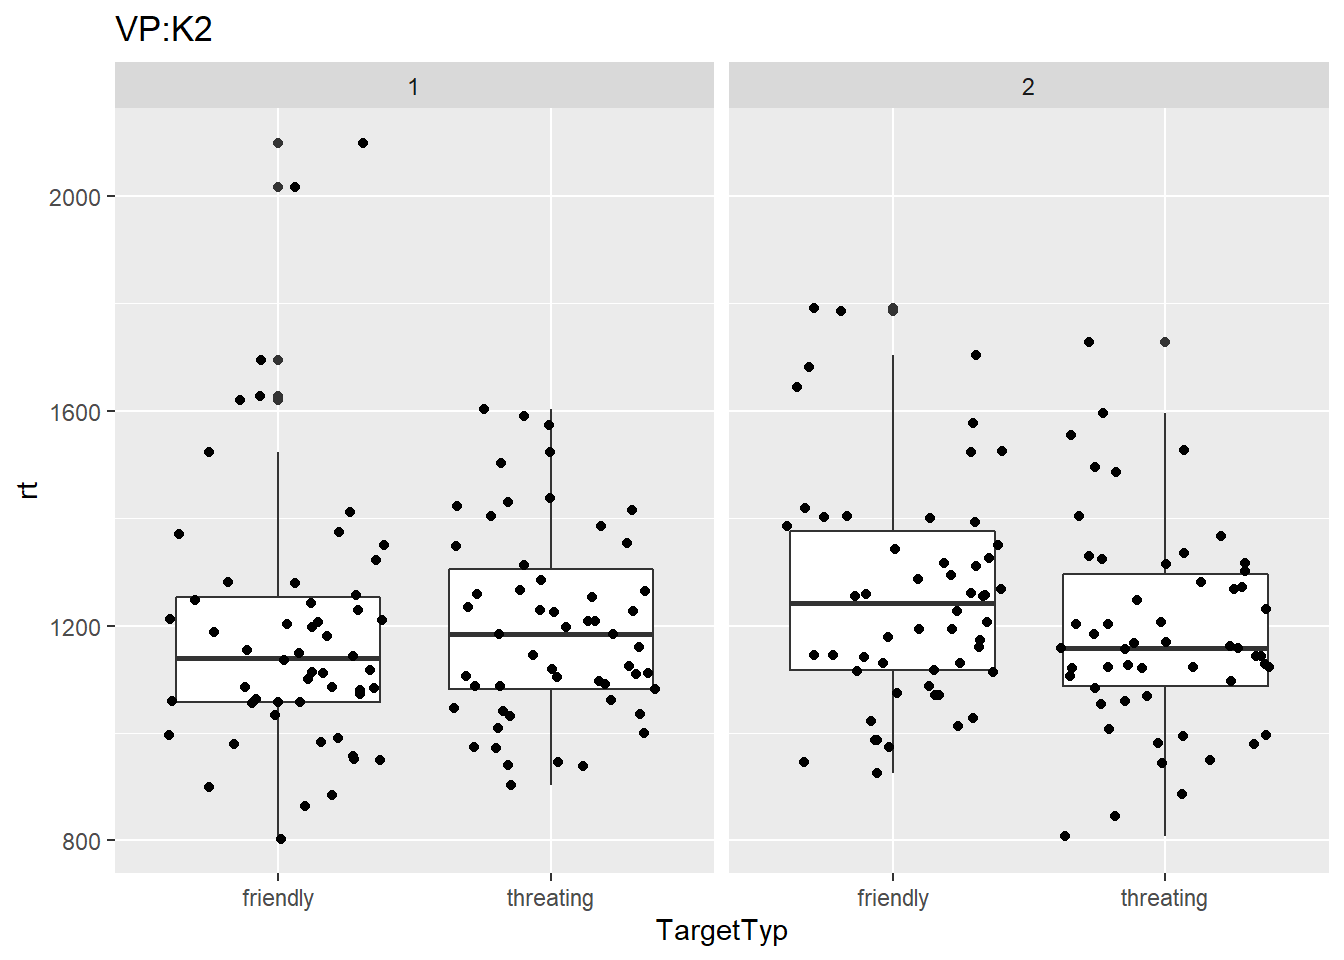 VP:K2
1
2
rt
2000
1600
1200
800
friendly
threating
friendly
threating
TargetTyp